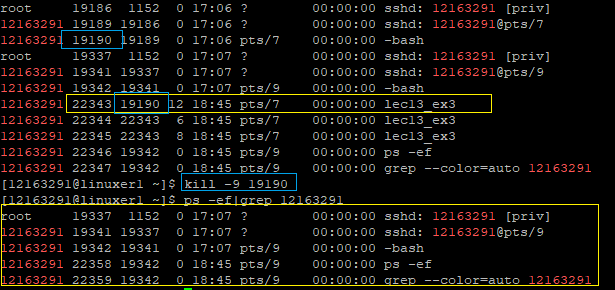 root     19186  1152  0 17:06 ?        00:00:00 sshd: 12163291 [priv]
12163291 19189 19186  0 17:06 ?        00:00:00 sshd: 12163291@pts/7
12163291 19190 19189  0 17:06 pts/7    00:00:00 -bash
root     19337  1152  0 17:07 ?        00:00:00 sshd: 12163291 [priv]
12163291 19341 19337  0 17:07 ?        00:00:00 sshd: 12163291@pts/9
12163291 19342 19341  0 17:07 pts/9    00:00:00 -bash
12163291 22343 19190 12 18:45 pts/7    00:00:00 lec13_ex3
12163291 22344 22343  8 18:45 pts/7    00:00:00 lec13_ex3
12163291 22345 22343  8 18:45 pts/7    00:00:00 lec13_ex3
12163291 22346 19342  0 18:45 pts/9    00:00:00 ps -ef
12163291 22347 19342  0 18:45 pts/9    00:00:00 grep --color=auto 12163291
[12163291@linuxer1 ~]$ kill -9 19190
[12163291@linuxer1 ~]$ ps -ef|grep 12163291
root     19337  1152  0 17:07 ?        00:00:00 sshd: 12163291 [priv]
12163291 19341 19337  0 17:07 ?        00:00:00 sshd: 12163291@pts/9
12163291 19342 19341  0 17:07 pts/9    00:00:00 -bash
12163291 22358 19342  0 18:45 pts/9    00:00:00 ps -ef
12163291 22359 19342  0 18:45 pts/9    00:00:00 grep --color=auto 12163291